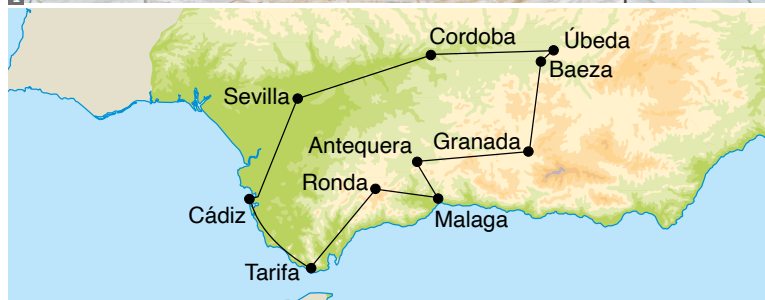 Cordoba
Úbeda
Baeza
Sevilla
Antequera
Granada
Ronda
Cádiz
Malaga
Tarifa